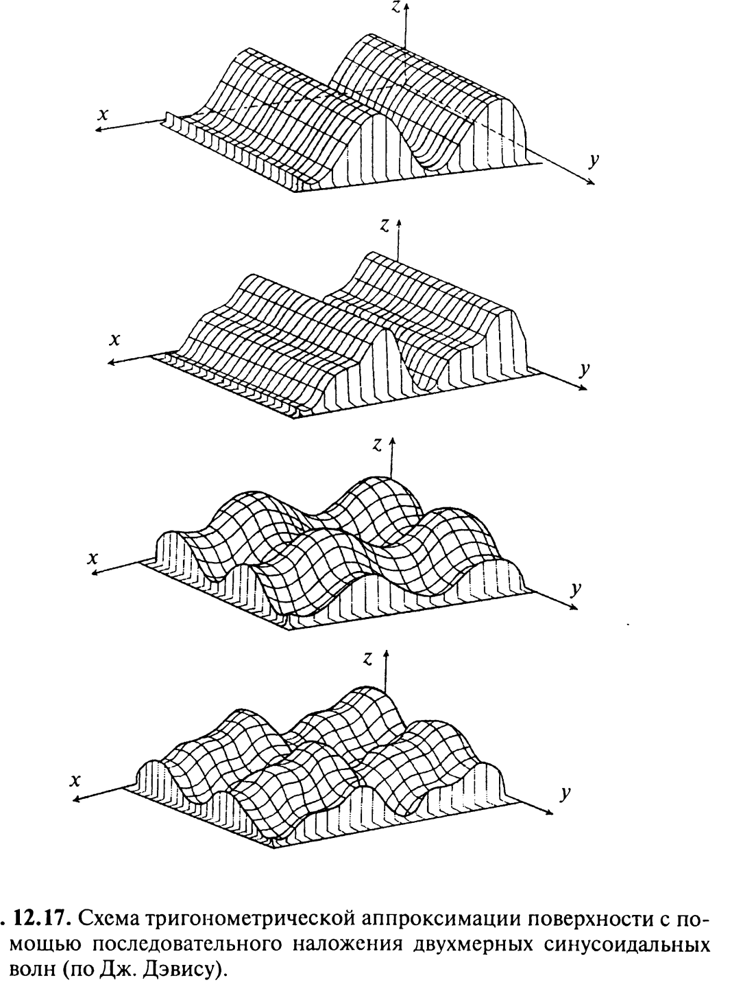 z
x
y
z
x
y
z
x
y
z
x
y
. 12.17. Схема тригонометрической аппроксимации поверхности с по-
мощью последовательного наложения двухмерных синусоидальных
волн (по Дж. Дэвису).